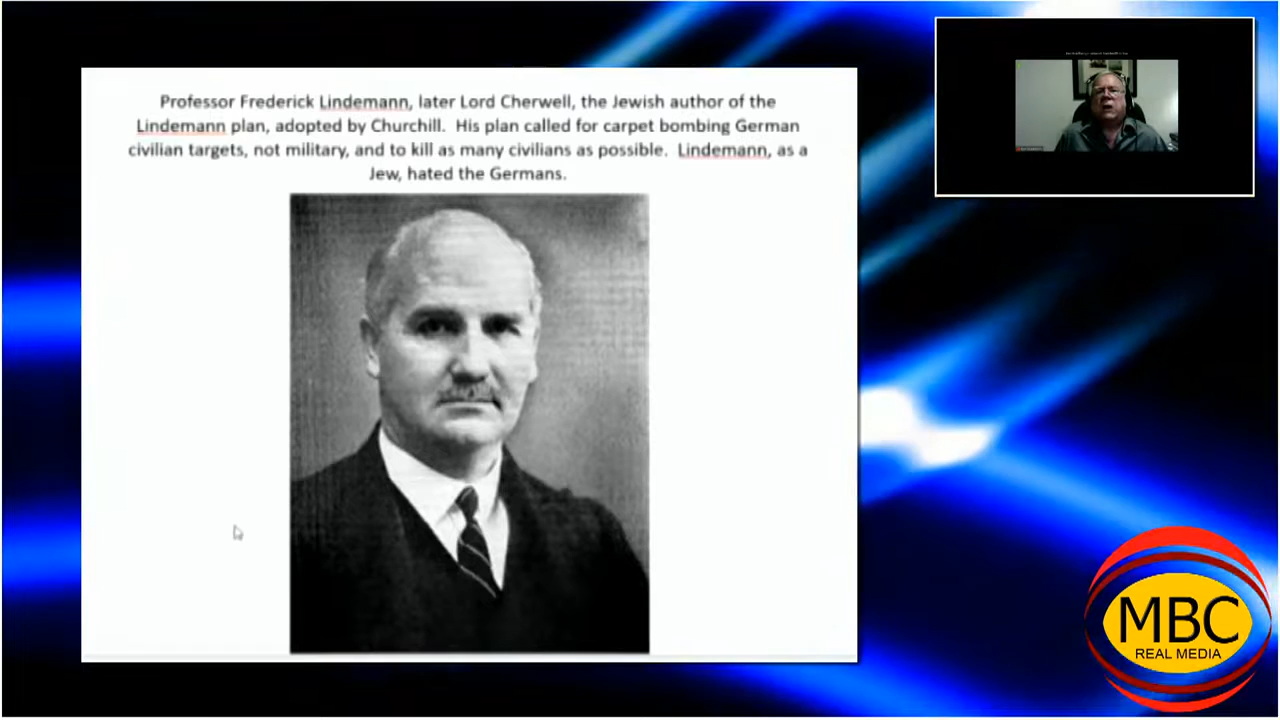 Professor Frederick Lindemann, later Lord Cherwell, the Jewish author of the
Lindemann plan, adopted by Churchill. His plan called for carpet bombing German
civilian targets, not military, and to kill as many civilians as possible. Lindemann, as a
Jew, hated the Germans.
MBC
REAL MEDIA